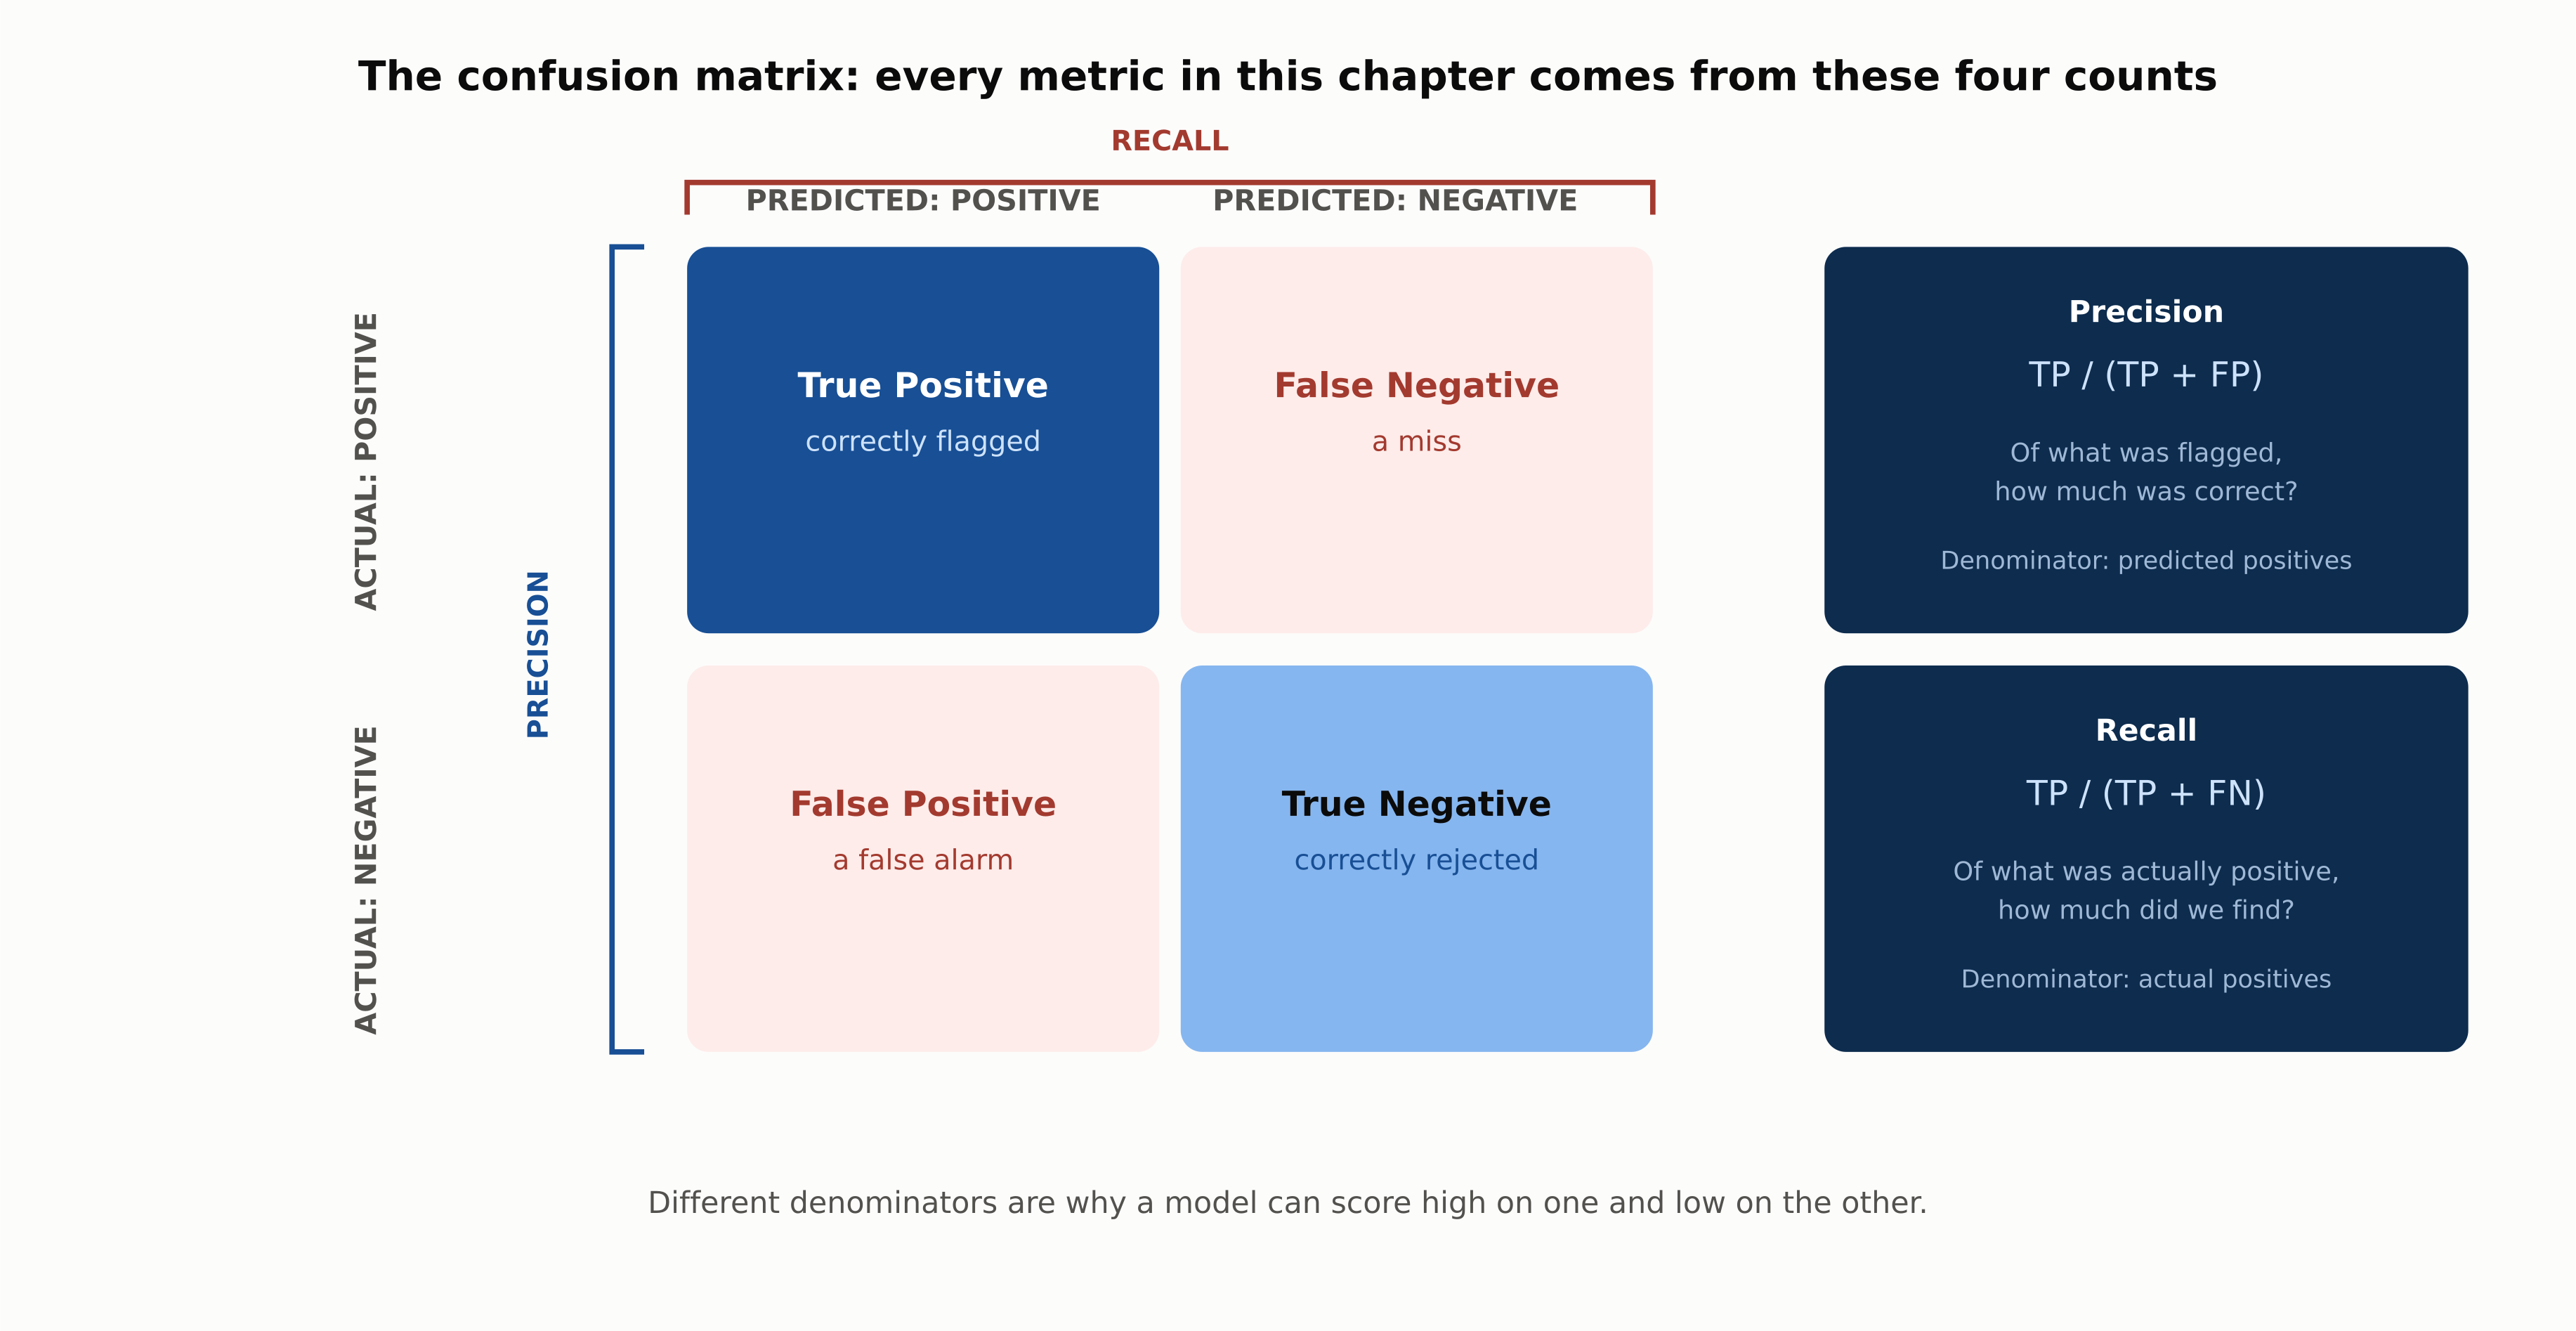 The confusion matrix: every metric in this chapter comes from these four counts
RECALL
PREDICTED: POSITIVE
PREDICTED: NEGATIVE
ACTUAL: POSITIVE
ACTUAL: NEGATIVE
PRECISION
True Positive
correctly flagged
False Negative
a miss
False Positive
a false alarm
True Negative
correctly rejected
Precision
TP / (TP + FP)
Of what was flagged,
how much was correct?
Denominator: predicted positives
Recall
TP / (TP + FN)
Of what was actually positive,
how much did we find?
Denominator: actual positives
Different denominators are why a model can score high on one and low on the other.